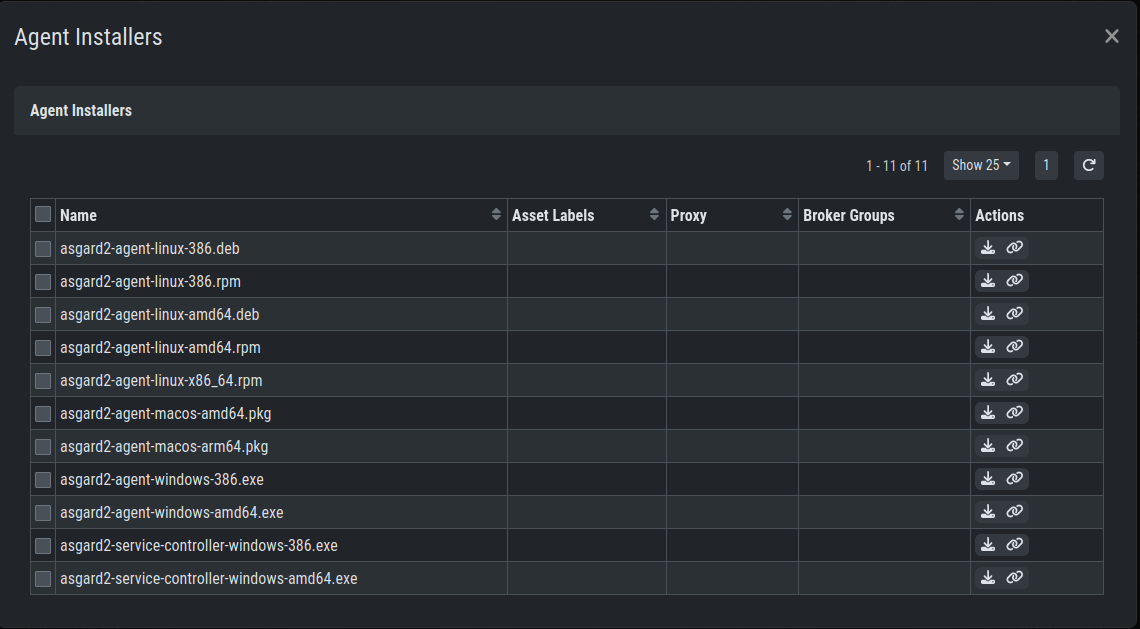 Agent Installers
Agent Installers
1 - 11 of 11 Show 25 1
Name Asset Labels Proxy Broker Groups Actions
asgard2-agent-linux-386.deb
asgard2-agent-linux-386.rpm
asgard2-agent-linux-amd64.deb
asgard2-agent-linux-amd64.rpm
asgard2-agent-linux-x86_64.rpm
asgard2-agent-macos-amd64.pkg
asgard2-agent-macos-arm64.pkg
asgard2-agent-windows-386.exe
asgard2-agent-windows-amd64.exe
asgard2-service-controller-windows-386.exe
asgard2-service-controller-windows-amd64.exe